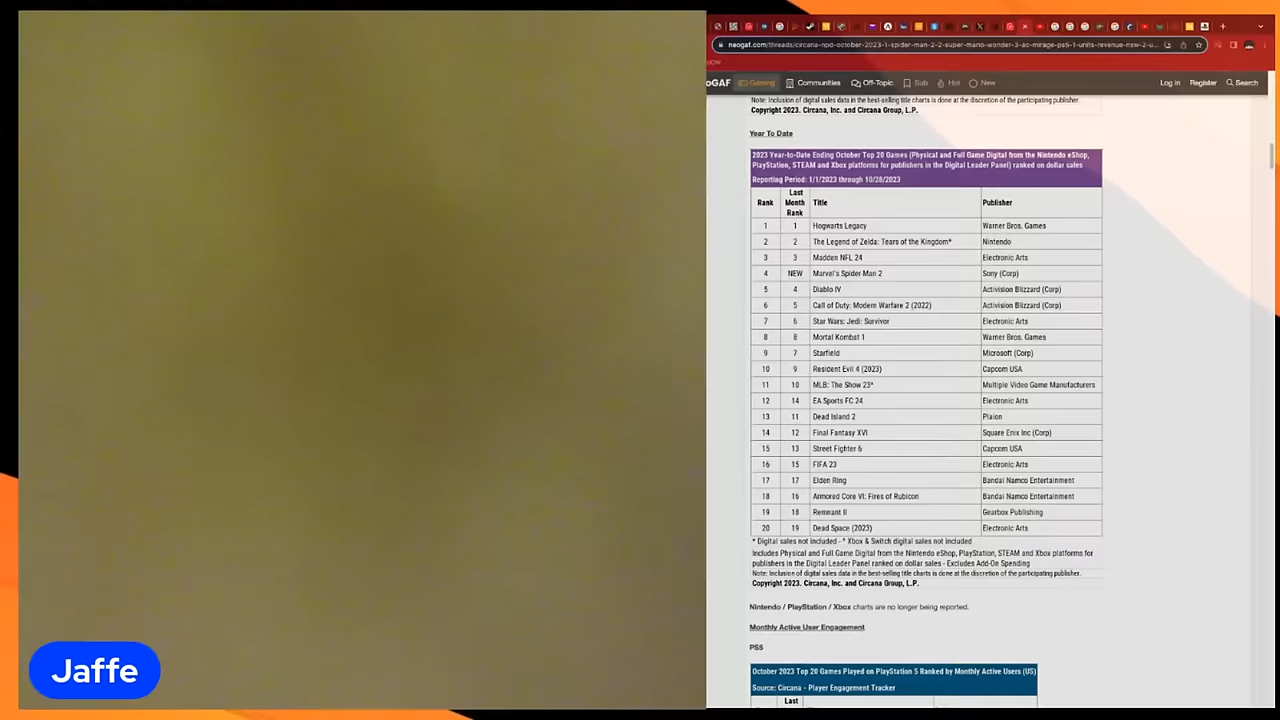 neogaf.com/threads/circana-npd-october-2023-1-spider-man-2-2-super-mario-wonder-3-ac-mirage-ps5-1-units-revenue-nsw-2-u...
oGAF Gaming Communities Off-Topic Sub Hot New Log in Register Search
Note: Inclusion of digital sales data in the best-selling title charts is done at the discretion of the participating publisher.
Copyright 2023. Circana, Inc. and Circana Group, L.P.
Year To Date
2023 Year-to-Date Ending October Top 20 Games (Physical and Full Game Digital from the Nintendo eShop,
PlayStation, STEAM and Xbox platforms for publishers in the Digital Leader Panel) ranked on dollar sales
Reporting Period: 1/1/2023 through 10/28/2023
Rank Last Month Rank Title Publisher
1 1 Hogwarts Legacy Warner Bros. Games
2 2 The Legend of Zelda: Tears of the Kingdom* Nintendo
3 3 Madden NFL 24 Electronic Arts
4 NEW Marvel's Spider Man 2 Sony (Corp)
5 4 Diablo IV Activision Blizzard (Corp)
6 5 Call of Duty: Modern Warfare 2 (2022) Activision Blizzard (Corp)
7 6 Star Wars: Jedi: Survivor Electronic Arts
8 8 Mortal Kombat 1 Warner Bros. Games
9 7 Starfield Microsoft (Corp)
10 9 Resident Evil 4 (2023) Capcom USA
11 10 MLB: The Show 23^ Multiple Video Game Manufacturers
12 14 EA Sports FC 24 Electronic Arts
13 11 Dead Island 2 Plaion
14 12 Final Fantasy XVI Square Enix Inc (Corp)
15 13 Street Fighter 6 Capcom USA
16 15 FIFA 23 Electronic Arts
17 17 Elden Ring Bandai Namco Entertainment
18 16 Armored Core VI: Fires of Rubicon Bandai Namco Entertainment
19 18 Remnant II Gearbox Publishing
20 19 Dead Space (2023) Electronic Arts
* Digital sales not included - ^ Xbox & Switch digital sales not included
Includes Physical and Full Game Digital from the Nintendo eShop, PlayStation, STEAM and Xbox platforms for
publishers in the Digital Leader Panel ranked on dollar sales - Excludes Add-On Spending
Note: Inclusion of digital sales data in the best-selling title charts is done at the discretion of the participating publisher.
Copyright 2023. Circana, Inc. and Circana Group, L.P.
Nintendo / PlayStation / Xbox charts are no longer being reported.
Monthly Active User Engagement
PS5
October 2023 Top 20 Games Played on PlayStation 5 Ranked by Monthly Active Users (US)
Source: Circana - Player Engagement Tracker
Last
Jaffe